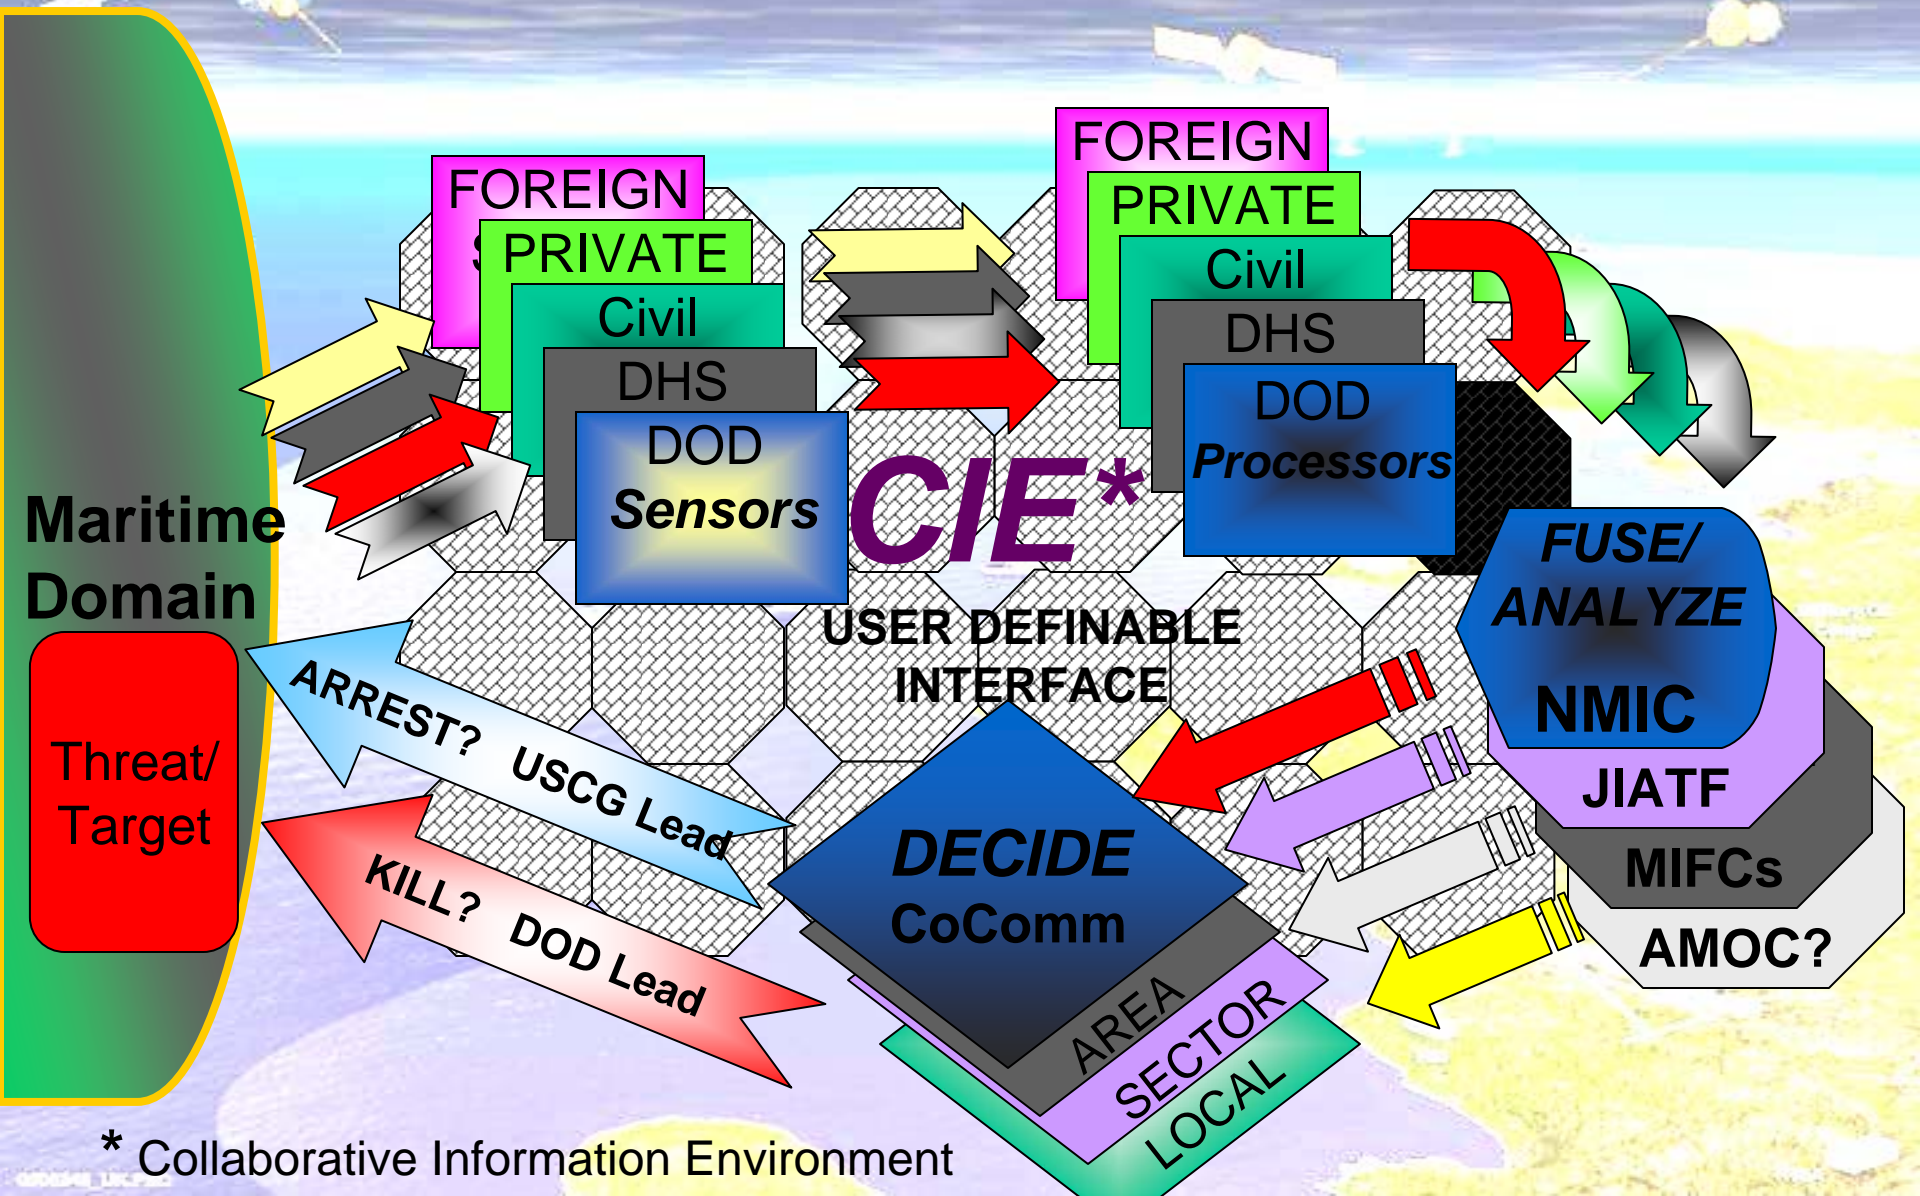 FOREIGN
PRIVATE
Civil
DHS
DOD
Sensors
FOREIGN
PRIVATE
Civil
DHS
DOD
Processors
CIE*
USER DEFINABLE
INTERFACE
Maritime
Domain
Threat/
Target
FUSE/
ANALYZE
NMIC
JIATF
MIFCs
AMOC?
ARREST? USCG Lead
KILL? DOD Lead
DECIDE
CoComm
AREA
SECTOR
LOCAL
* Collaborative Information Environment